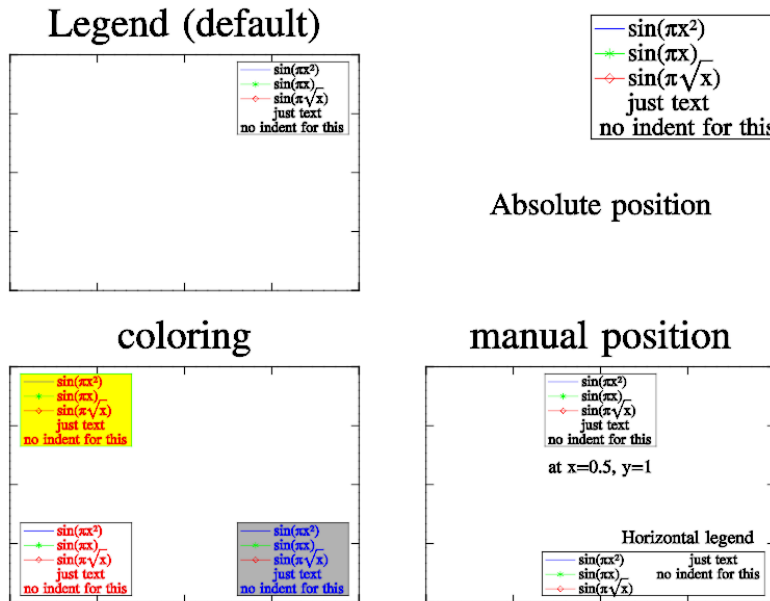 Legend (default)
sin(πx²)
sin(πx)
sin(π√x)
just text
no indent for this
sin(πx²)
sin(πx)
sin(π√x)
just text
no indent for this
Absolute position
coloring
sin(πx²)
sin(πx)
sin(π√x)
just text
no indent for this
sin(πx²)
sin(πx)
sin(π√x)
just text
no indent for this
sin(πx²)
sin(πx)
sin(π√x)
just text
no indent for this
manual position
sin(πx²)
sin(πx)
sin(π√x)
just text
no indent for this
at x=0.5, y=1
Horizontal legend
sin(πx²) just text
sin(πx) no indent for this
sin(π√x)